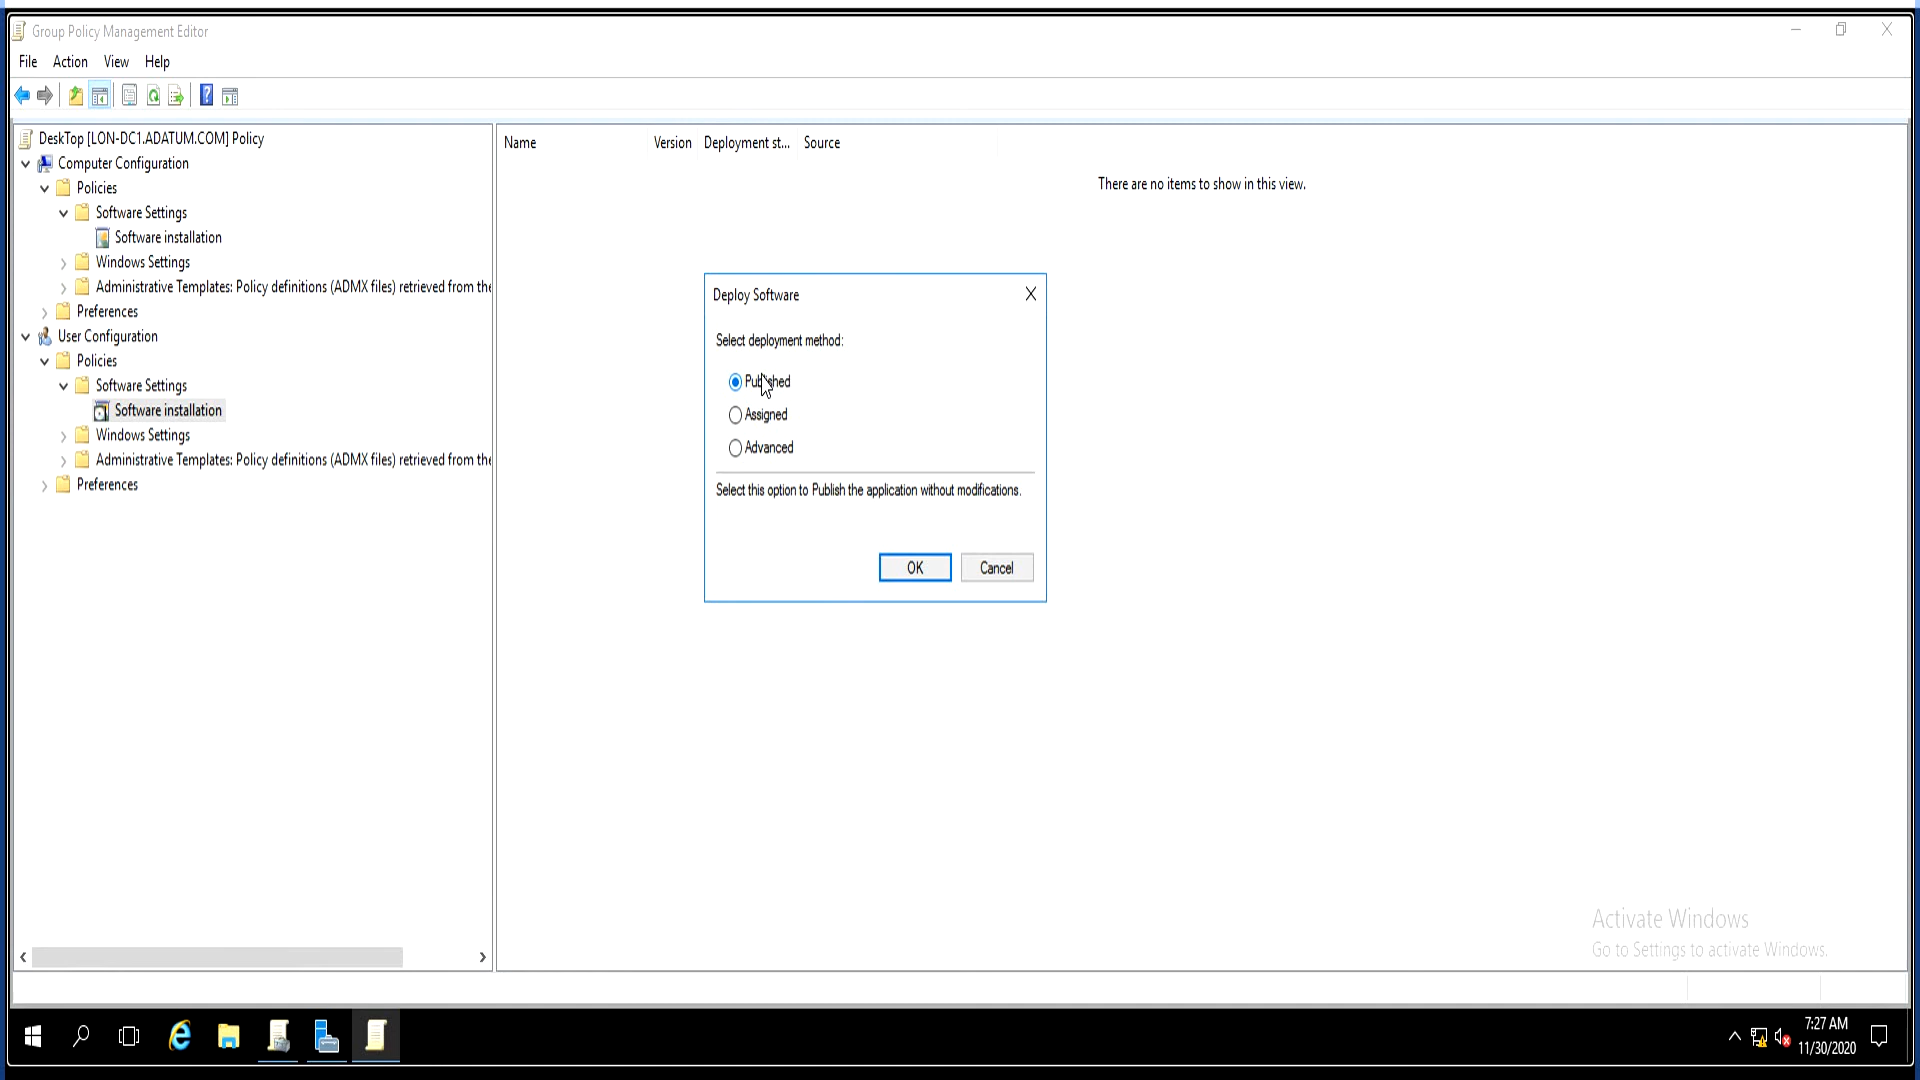 Group Policy Management Editor
File Action View Help
DeskTop [LON-DC1.ADATUM.COM] Policy
Computer Configuration
Policies
Software Settings
Software installation
Windows Settings
Administrative Templates: Policy definitions (ADMX files) retrieved from the
Preferences
User Configuration
Policies
Software Settings
Software installation
Windows Settings
Administrative Templates: Policy definitions (ADMX files) retrieved from the
Preferences
Name Version Deployment st... Source
There are no items to show in this view.
Deploy Software
Select deployment method:
Published
Assigned
Advanced
Select this option to Publish the application without modifications.
OK Cancel
Activate Windows
Go to Settings to activate Windows.
7:27 AM
11/30/2020